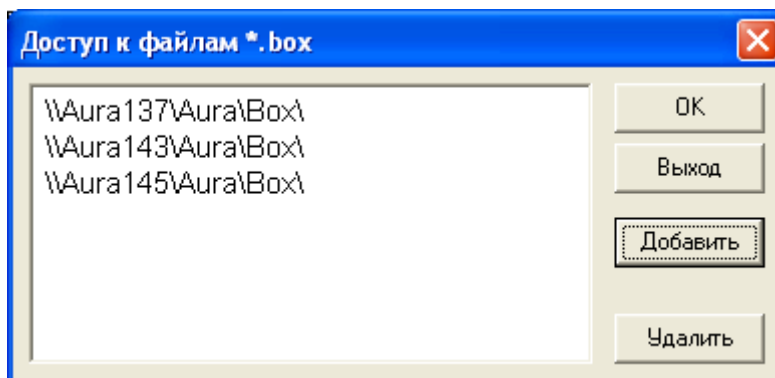 Доступ к файлам *.box
\\Aura137\Aura\Box\
\\Aura143\Aura\Box\
\\Aura145\Aura\Box\
OK
Выход
Добавить
Удалить